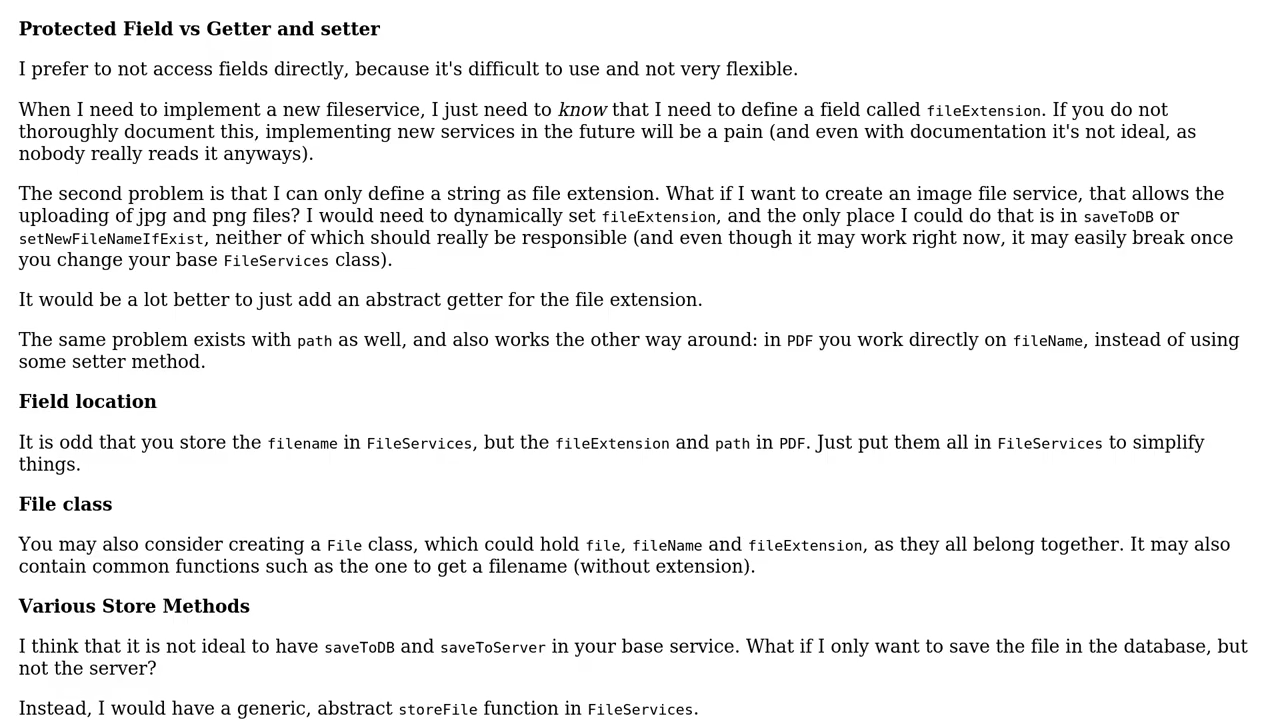 Protected Field vs Getter and setter
I prefer to not access fields directly, because it's difficult to use and not very flexible.
When I need to implement a new fileservice, I just need to know that I need to define a field called fileExtension. If you do not
thoroughly document this, implementing new services in the future will be a pain (and even with documentation it's not ideal, as
nobody really reads it anyways).
The second problem is that I can only define a string as file extension. What if I want to create an image file service, that allows the
uploading of jpg and png files? I would need to dynamically set fileExtension, and the only place I could do that is in saveToDB or
setNewFileNameIfExist, neither of which should really be responsible (and even though it may work right now, it may easily break once
you change your base FileServices class).
It would be a lot better to just add an abstract getter for the file extension.
The same problem exists with path as well, and also works the other way around: in PDF you work directly on fileName, instead of using
some setter method.
Field location
It is odd that you store the filename in FileServices, but the fileExtension and path in PDF. Just put them all in FileServices to simplify
things.
File class
You may also consider creating a File class, which could hold file, fileName and fileExtension, as they all belong together. It may also
contain common functions such as the one to get a filename (without extension).
Various Store Methods
I think that it is not ideal to have saveToDB and saveToServer in your base service. What if I only want to save the file in the database, but
not the server?
Instead, I would have a generic, abstract storeFile function in FileServices.